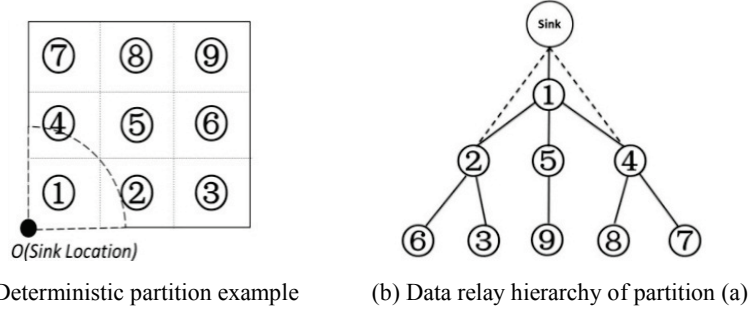 ⑦ ⑧ ⑨
④ ⑤ ⑥
① ② ③
O(Sink Location)
Deterministic partition example
Sink
①
② ⑤ ④
⑥ ③ ⑨ ⑧ ⑦
(b) Data relay hierarchy of partition (a)